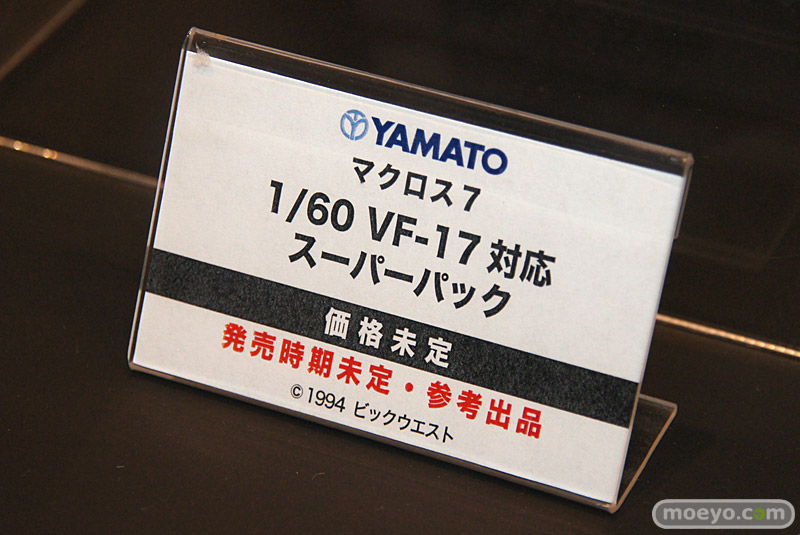 YAMATO
マクロス7
1/60 VF-17 対応
スーパーパック
価格未定
発売時期未定・参考出品
©1994 ビックウエスト
moeyo.com